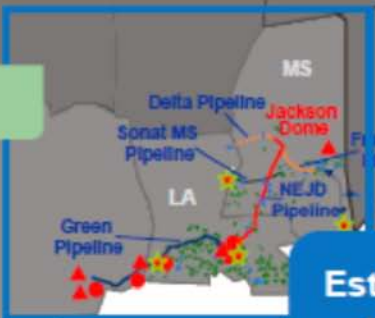 MS
Delta Pipeline
Jackson
Dome
Sonat MS
Pipeline
LA
NEJD
Pipeline
Green
Pipeline
Est